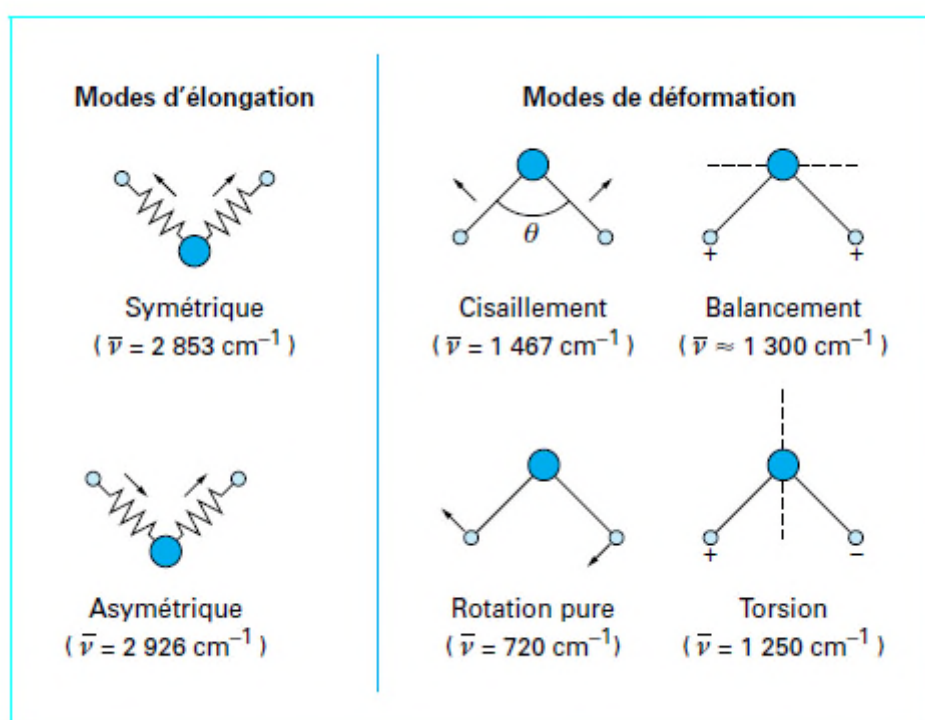 Modes d'élongation
Symétrique
( ν̅ = 2 853 cm⁻¹ )
Asymétrique
( ν̅ = 2 926 cm⁻¹ )
Modes de déformation
θ
+ +
Cisaillement
( ν̅ = 1 467 cm⁻¹ )
Balancement
( ν̅ ≈ 1 300 cm⁻¹ )
+ −
Rotation pure
( ν̅ = 720 cm⁻¹ )
Torsion
( ν̅ = 1 250 cm⁻¹ )